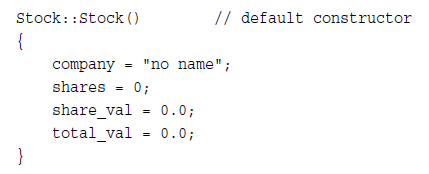 Stock::Stock()        // default constructor
{
    company = "no name";
    shares = 0;
    share_val = 0.0;
    total_val = 0.0;
}